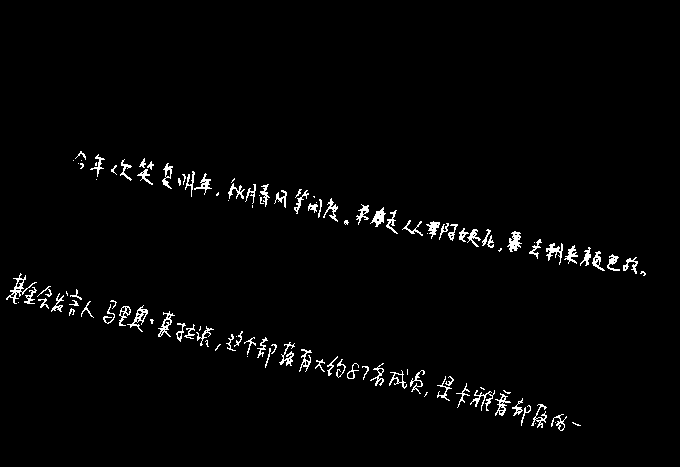 今年欢笑复明年，秋月春风等闲度。弟走从军阿姨死，暮去朝来颜色故。
基金会发言人马里奥·莫拉说，这个部落有大约87名成员，是卡雅普部落的一